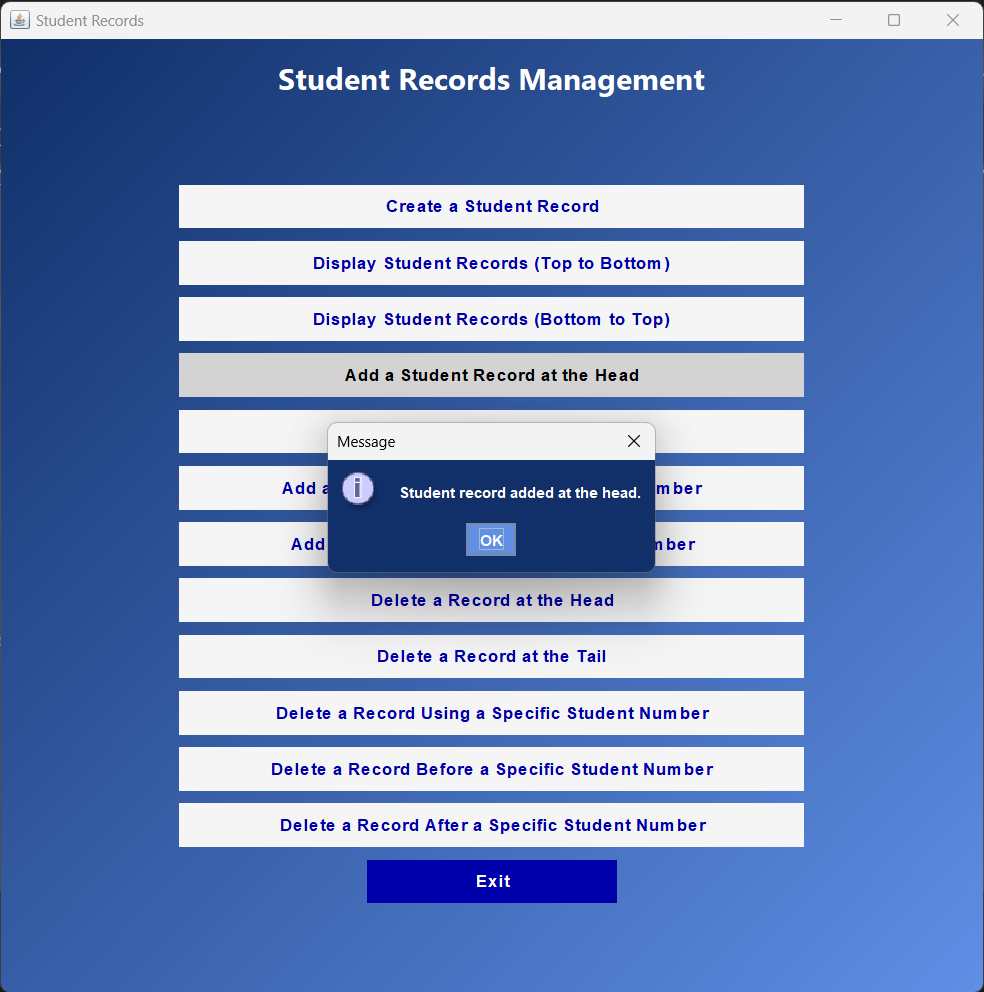 Student Records
Student Records Management
Create a Student Record
Display Student Records (Top to Bottom)
Display Student Records (Bottom to Top)
Add a Student Record at the Head
Message
Student record added at the head.
OK
Add a
Add
Delete a Record at the Head
Delete a Record at the Tail
Delete a Record Using a Specific Student Number
Delete a Record Before a Specific Student Number
Delete a Record After a Specific Student Number
Exit